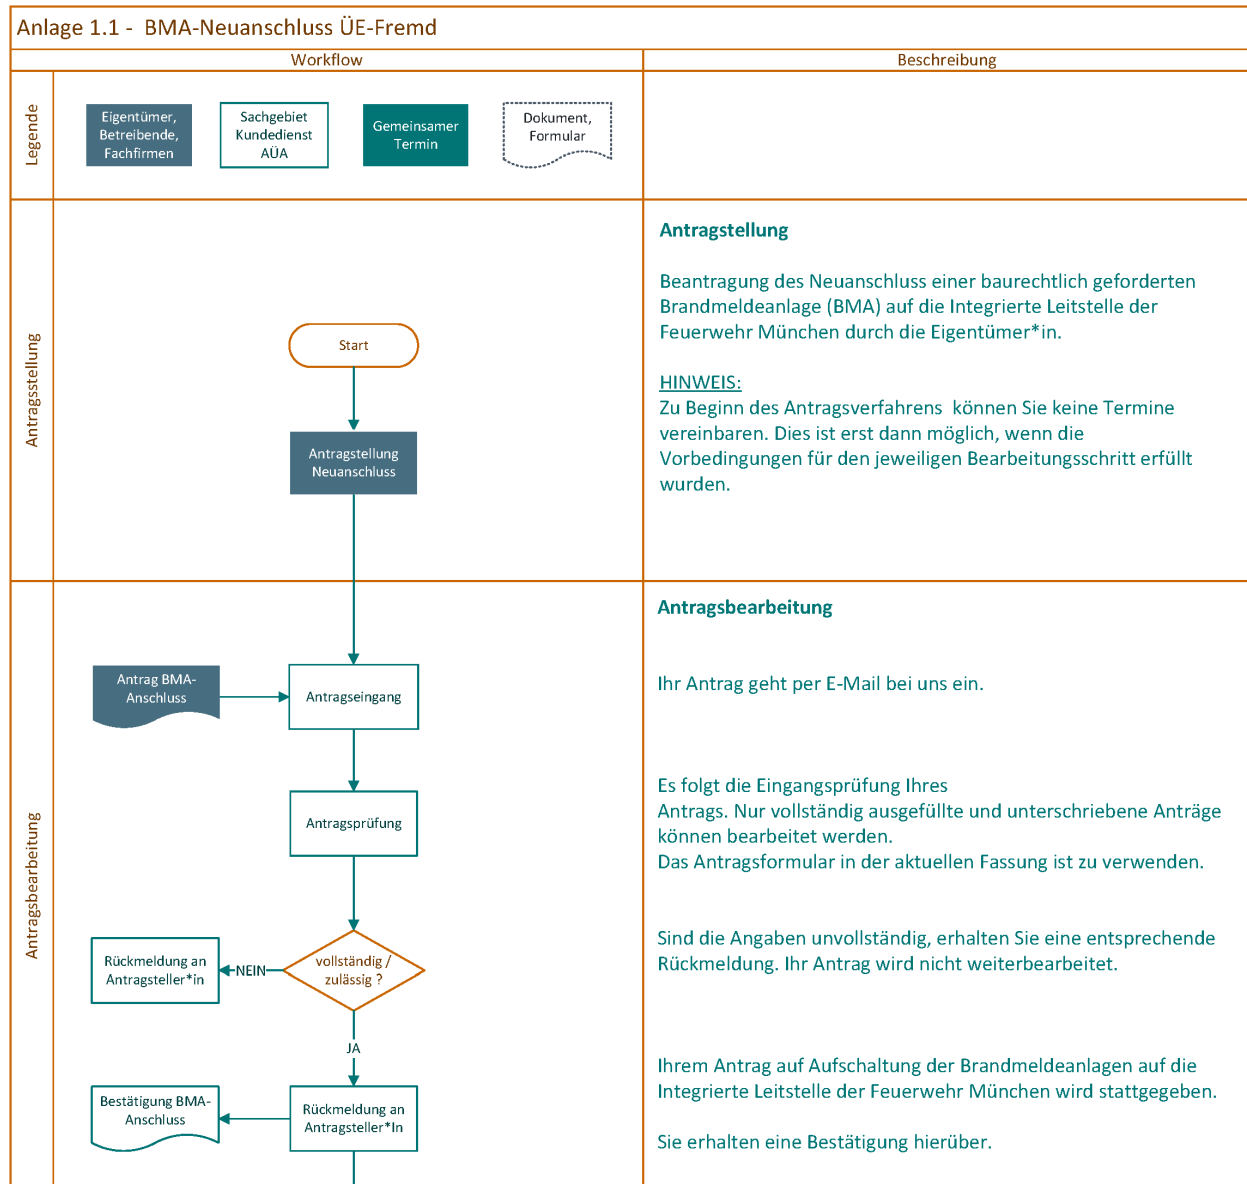 Anlage 1.1 - BMA-Neuanschluss ÜE-Fremd
Workflow
Beschreibung
Legende
Eigentümer,
Betreibende,
Fachfirmen
Sachgebiet
Kundedienst
AÜA
Gemeinsamer
Termin
Dokument,
Formular
Antragsstellung
Start
Antragstellung
Neuanschluss
Antragstellung
Beantragung des Neuanschluss einer baurechtlich geforderten
Brandmeldeanlage (BMA) auf die Integrierte Leitstelle der
Feuerwehr München durch die Eigentümer*in.
HINWEIS:
Zu Beginn des Antragsverfahrens können Sie keine Termine
vereinbaren. Dies ist erst dann möglich, wenn die
Vorbedingungen für den jeweiligen Bearbeitungsschritt erfüllt
wurden.
Antragsbearbeitung
Antrag BMA-
Anschluss
Antragseingang
Antragsprüfung
vollständig /
zulässig ?
NEIN
Rückmeldung an
Antragsteller*in
JA
Rückmeldung an
Antragsteller*In
Bestätigung BMA-
Anschluss
Antragsbearbeitung
Ihr Antrag geht per E-Mail bei uns ein.
Es folgt die Eingangsprüfung Ihres
Antrags. Nur vollständig ausgefüllte und unterschriebene Anträge
können bearbeitet werden.
Das Antragsformular in der aktuellen Fassung ist zu verwenden.
Sind die Angaben unvollständig, erhalten Sie eine entsprechende
Rückmeldung. Ihr Antrag wird nicht weiterbearbeitet.
Ihrem Antrag auf Aufschaltung der Brandmeldeanlagen auf die
Integrierte Leitstelle der Feuerwehr München wird stattgegeben.
Sie erhalten eine Bestätigung hierüber.